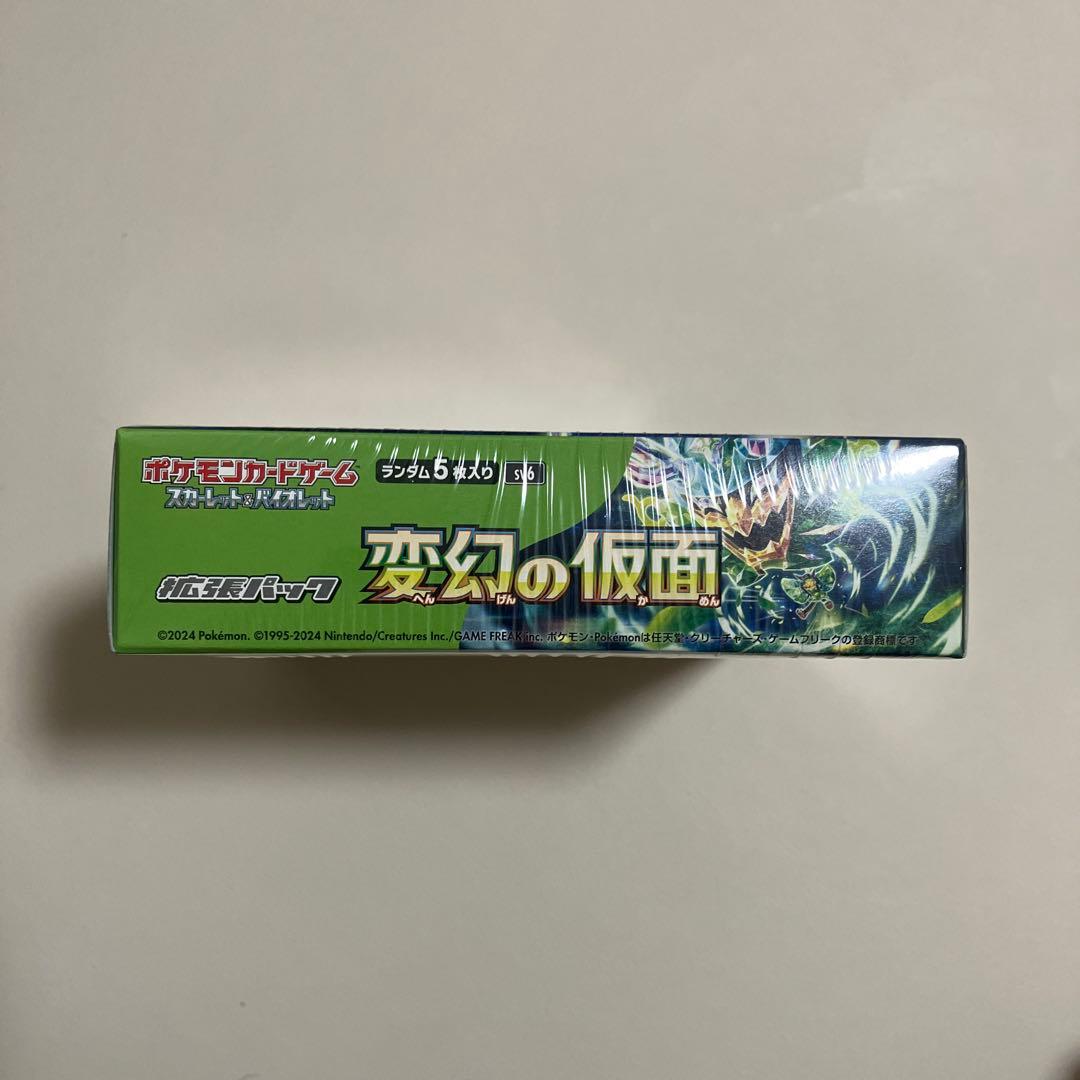 ポケモンカードゲーム
スカーレット&バイオレット
ランダム5枚入り sv6
拡張パック
変幻の仮面
へんげんのかめん
©2024 Pokémon. ©1995-2024 Nintendo/Creatures Inc./GAME FREAK inc. ポケモン・Pokémonは任天堂・クリーチャーズ・ゲームフリークの登録商標です